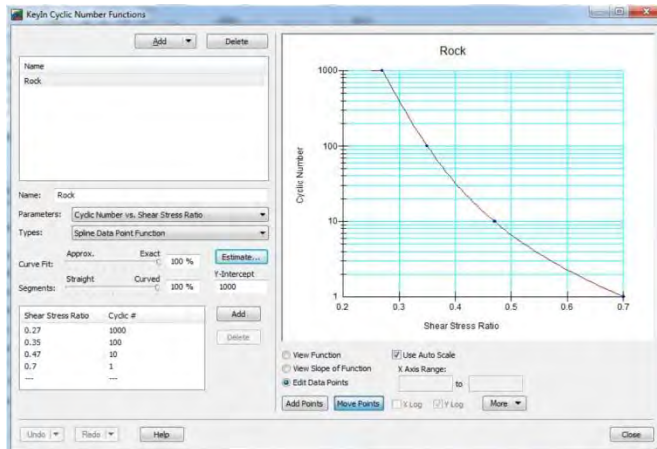 KeyIn Cyclic Number Functions
Add Delete
Name
Rock
Name: Rock
Parameters: Cyclic Number vs. Shear Stress Ratio
Types: Spline Data Point Function
Curve Fit: Approx. Exact 100 % Estimate...
Segments: Straight Curved 100 % Y-Intercept 1000
Shear Stress Ratio Cyclic # Add
0.27 1000 Delete
0.35 100
0.47 10
0.7 1
--- ---
Rock
Cyclic Number
1000
100
10
1
0.2 0.3 0.4 0.5 0.6 0.7
Shear Stress Ratio
View Function Use Auto Scale
View Slope of Function X Axis Range:
Edit Data Points to
Add Points Move Points X Log Y Log More
Undo Redo Help Close